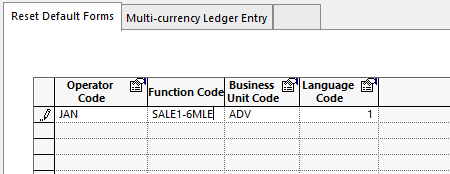 Reset Default Forms Multi-currency Ledger Entry
Operator Code Function Code Business Unit Code Language Code
JAN SALE1-6MLE ADV 1